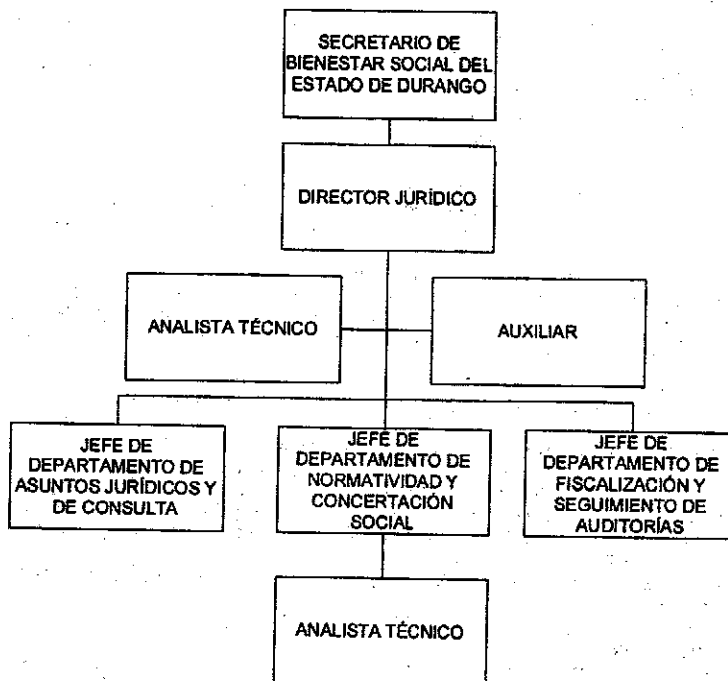 SECRETARIO DE
BIENESTAR SOCIAL DEL
ESTADO DE DURANGO
DIRECTOR JURÍDICO
ANALISTA TÉCNICO
AUXILIAR
JEFE DE
DEPARTAMENTO DE
ASUNTOS JURÍDICOS Y
DE CONSULTA
JEFE DE
DEPARTAMENTO DE
NORMATIVIDAD Y
CONCERTACIÓN
SOCIAL
JEFE DE
DEPARTAMENTO DE
FISCALIZACIÓN Y
SEGUIMIENTO DE
AUDITORÍAS
ANALISTA TÉCNICO